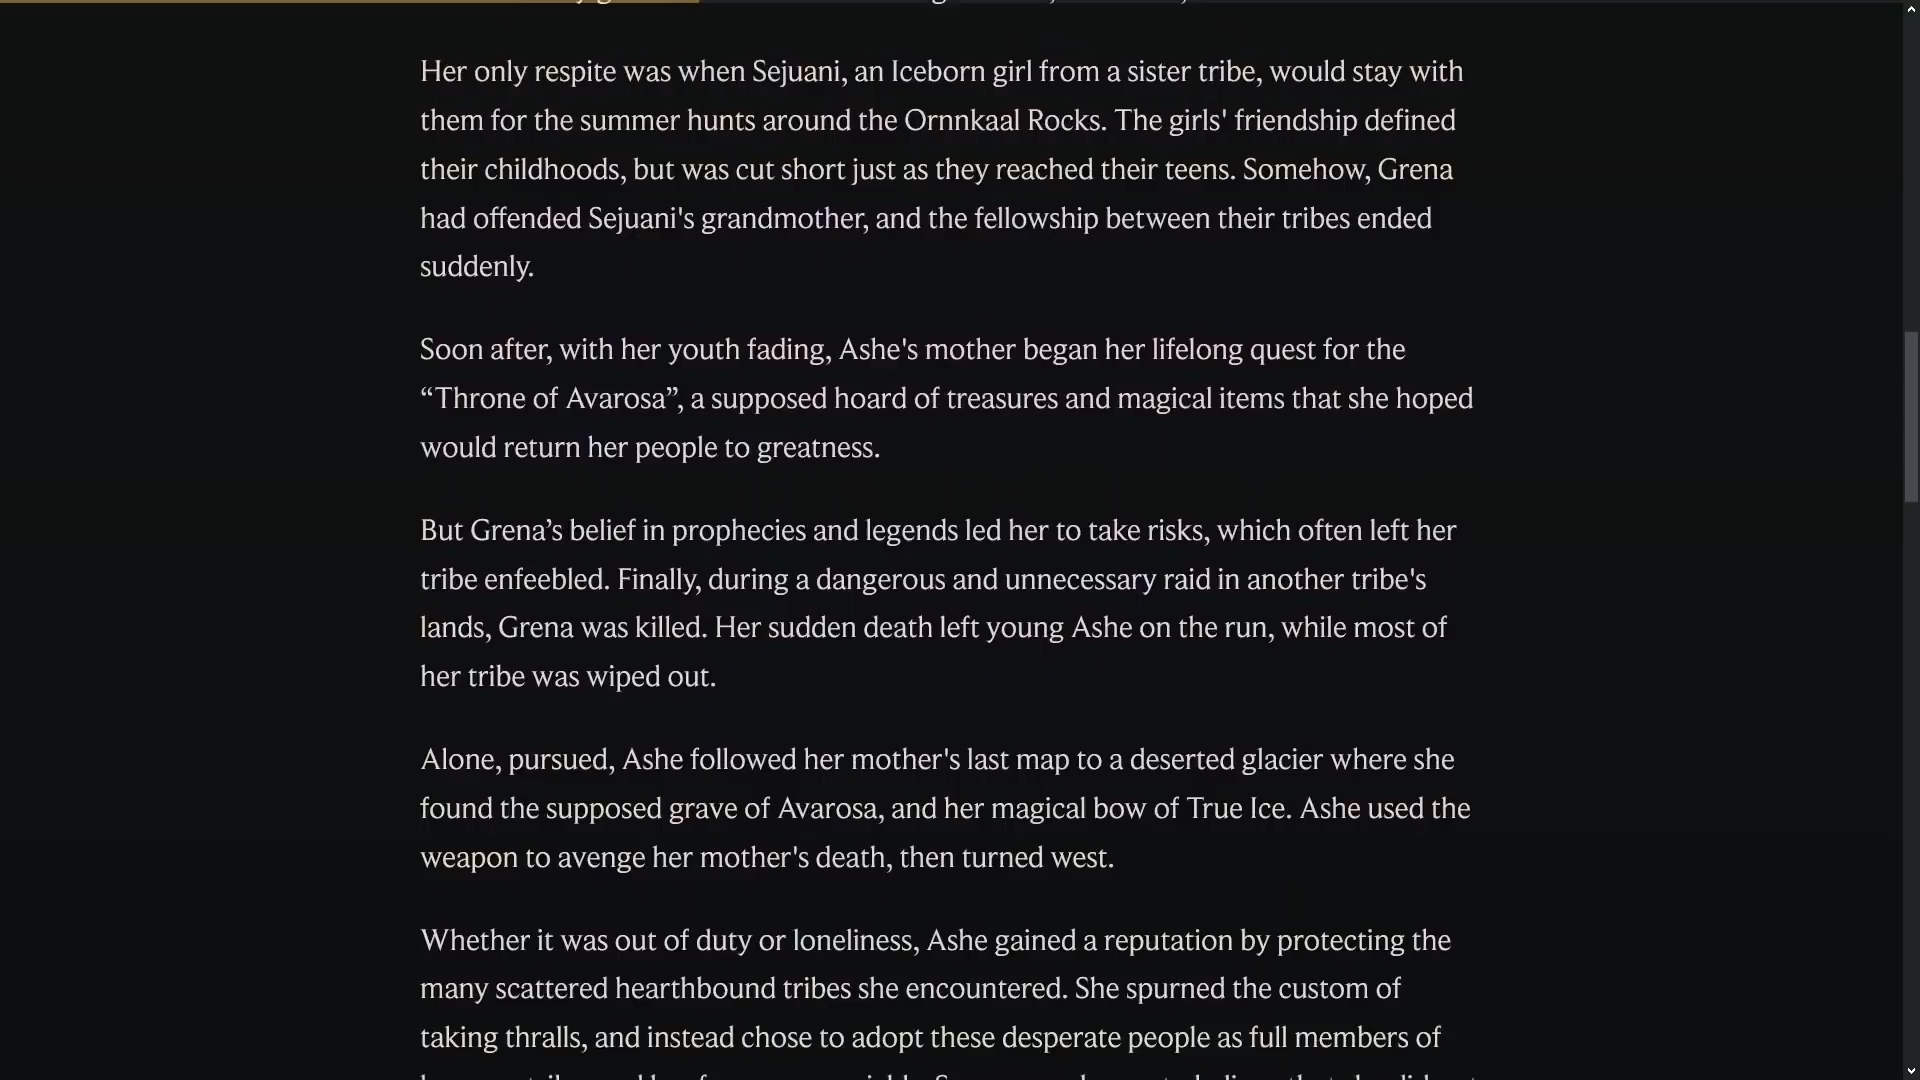 Her only respite was when Sejuani, an Iceborn girl from a sister tribe, would stay with
them for the summer hunts around the Ornnkaal Rocks. The girls' friendship defined
their childhoods, but was cut short just as they reached their teens. Somehow, Grena
had offended Sejuani's grandmother, and the fellowship between their tribes ended
suddenly.
Soon after, with her youth fading, Ashe's mother began her lifelong quest for the
“Throne of Avarosa”, a supposed hoard of treasures and magical items that she hoped
would return her people to greatness.
But Grena’s belief in prophecies and legends led her to take risks, which often left her
tribe enfeebled. Finally, during a dangerous and unnecessary raid in another tribe's
lands, Grena was killed. Her sudden death left young Ashe on the run, while most of
her tribe was wiped out.
Alone, pursued, Ashe followed her mother's last map to a deserted glacier where she
found the supposed grave of Avarosa, and her magical bow of True Ice. Ashe used the
weapon to avenge her mother's death, then turned west.
Whether it was out of duty or loneliness, Ashe gained a reputation by protecting the
many scattered hearthbound tribes she encountered. She spurned the custom of
taking thralls, and instead chose to adopt these desperate people as full members of